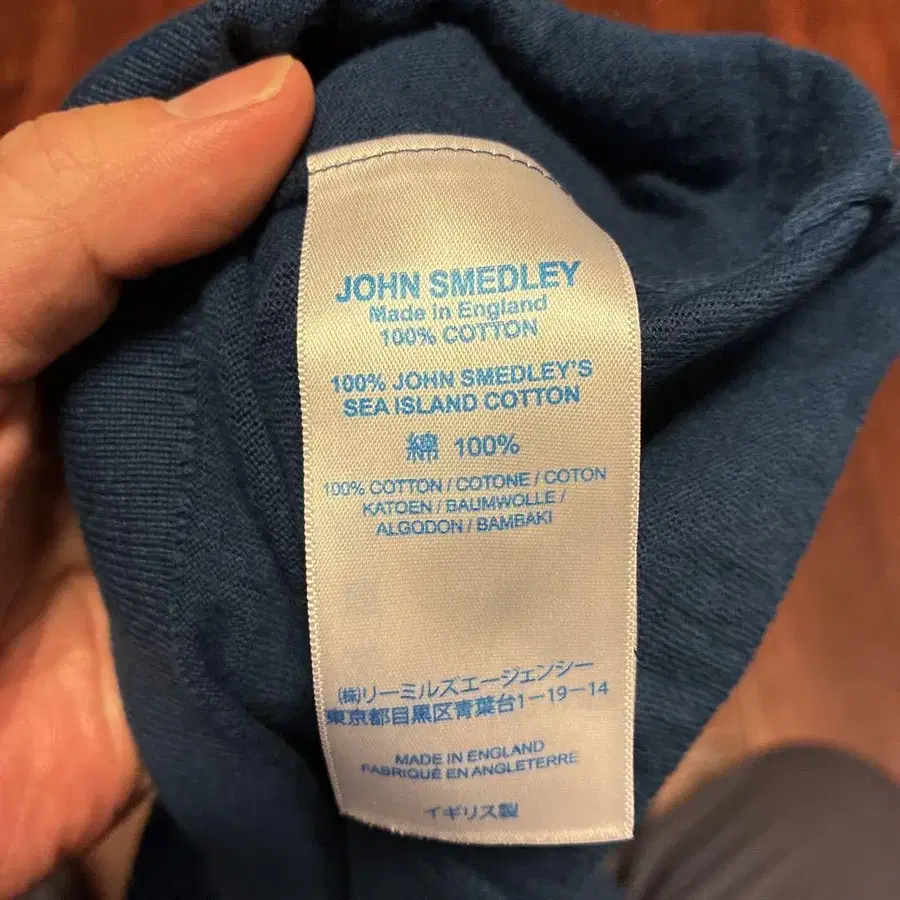 JOHN SMEDLEY
Made in England
100% COTTON
100% JOHN SMEDLEY'S
SEA ISLAND COTTON
綿 100%
100% COTTON / COTONE / COTON
KATOEN / BAUMWOLLE /
ALGODON / BAMBAKI
㈱リーミルズエージェンシー
東京都目黒区青葉台1-19-14
MADE IN ENGLAND
FABRIQUÉ EN ANGLETERRE
イギリス製